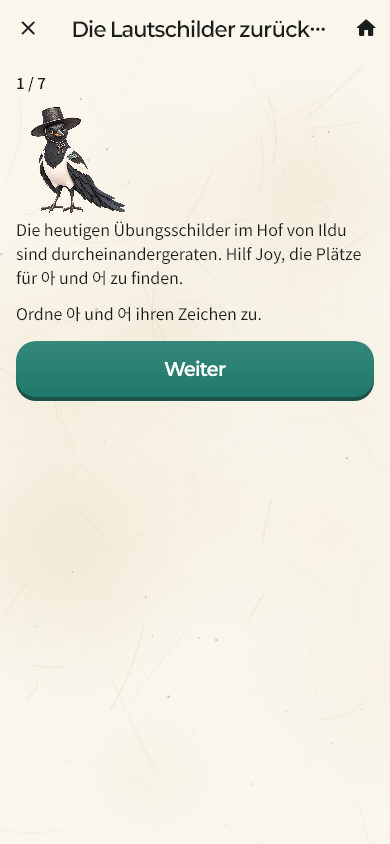 Die Lautschilder zurück···
1 / 7
Die heutigen Übungsschilder im Hof von Ildu
sind durcheinandergeraten. Hilf Joy, die Plätze
für 아 und 어 zu finden.
Ordne 아 und 어 ihren Zeichen zu.
Weiter